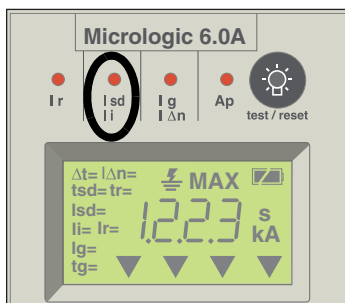 Micrologic 6.0A
Ir
Isd
Ii
Ig
IΔn
Ap
test / reset
Δt= IΔn=
tsd= tr=
MAX
Isd=
Ii= Ir=
1.2.2.3
s
kA
Ig=
tg=